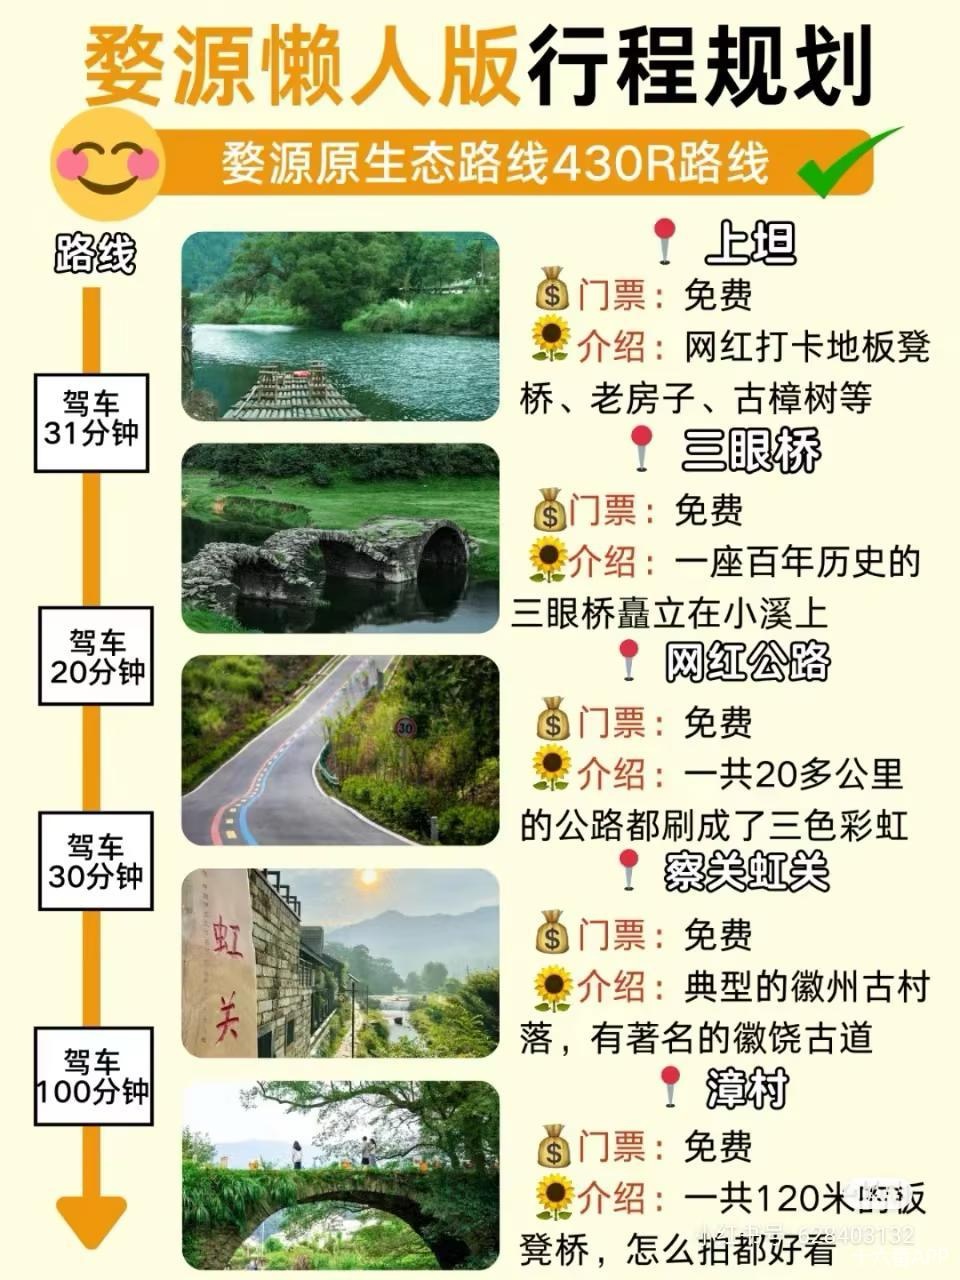 婺源懒人版行程规划
婺源原生态路线430R路线
路线
上坦
门票：免费
介绍：网红打卡地板凳
桥、老房子、古樟树等
驾车
31分钟
三眼桥
门票：免费
介绍：一座百年历史的
三眼桥矗立在小溪上
驾车
20分钟
网红公路
门票：免费
介绍：一共20多公里
的公路都刷成了三色彩虹
30
驾车
30分钟
察关虹关
门票：免费
介绍：典型的徽州古村
落，有著名的徽饶古道
虹关
驾车
100分钟
漳村
门票：免费
介绍：一共120米的板
凳桥，怎么拍都好看
小红书号: 628403132